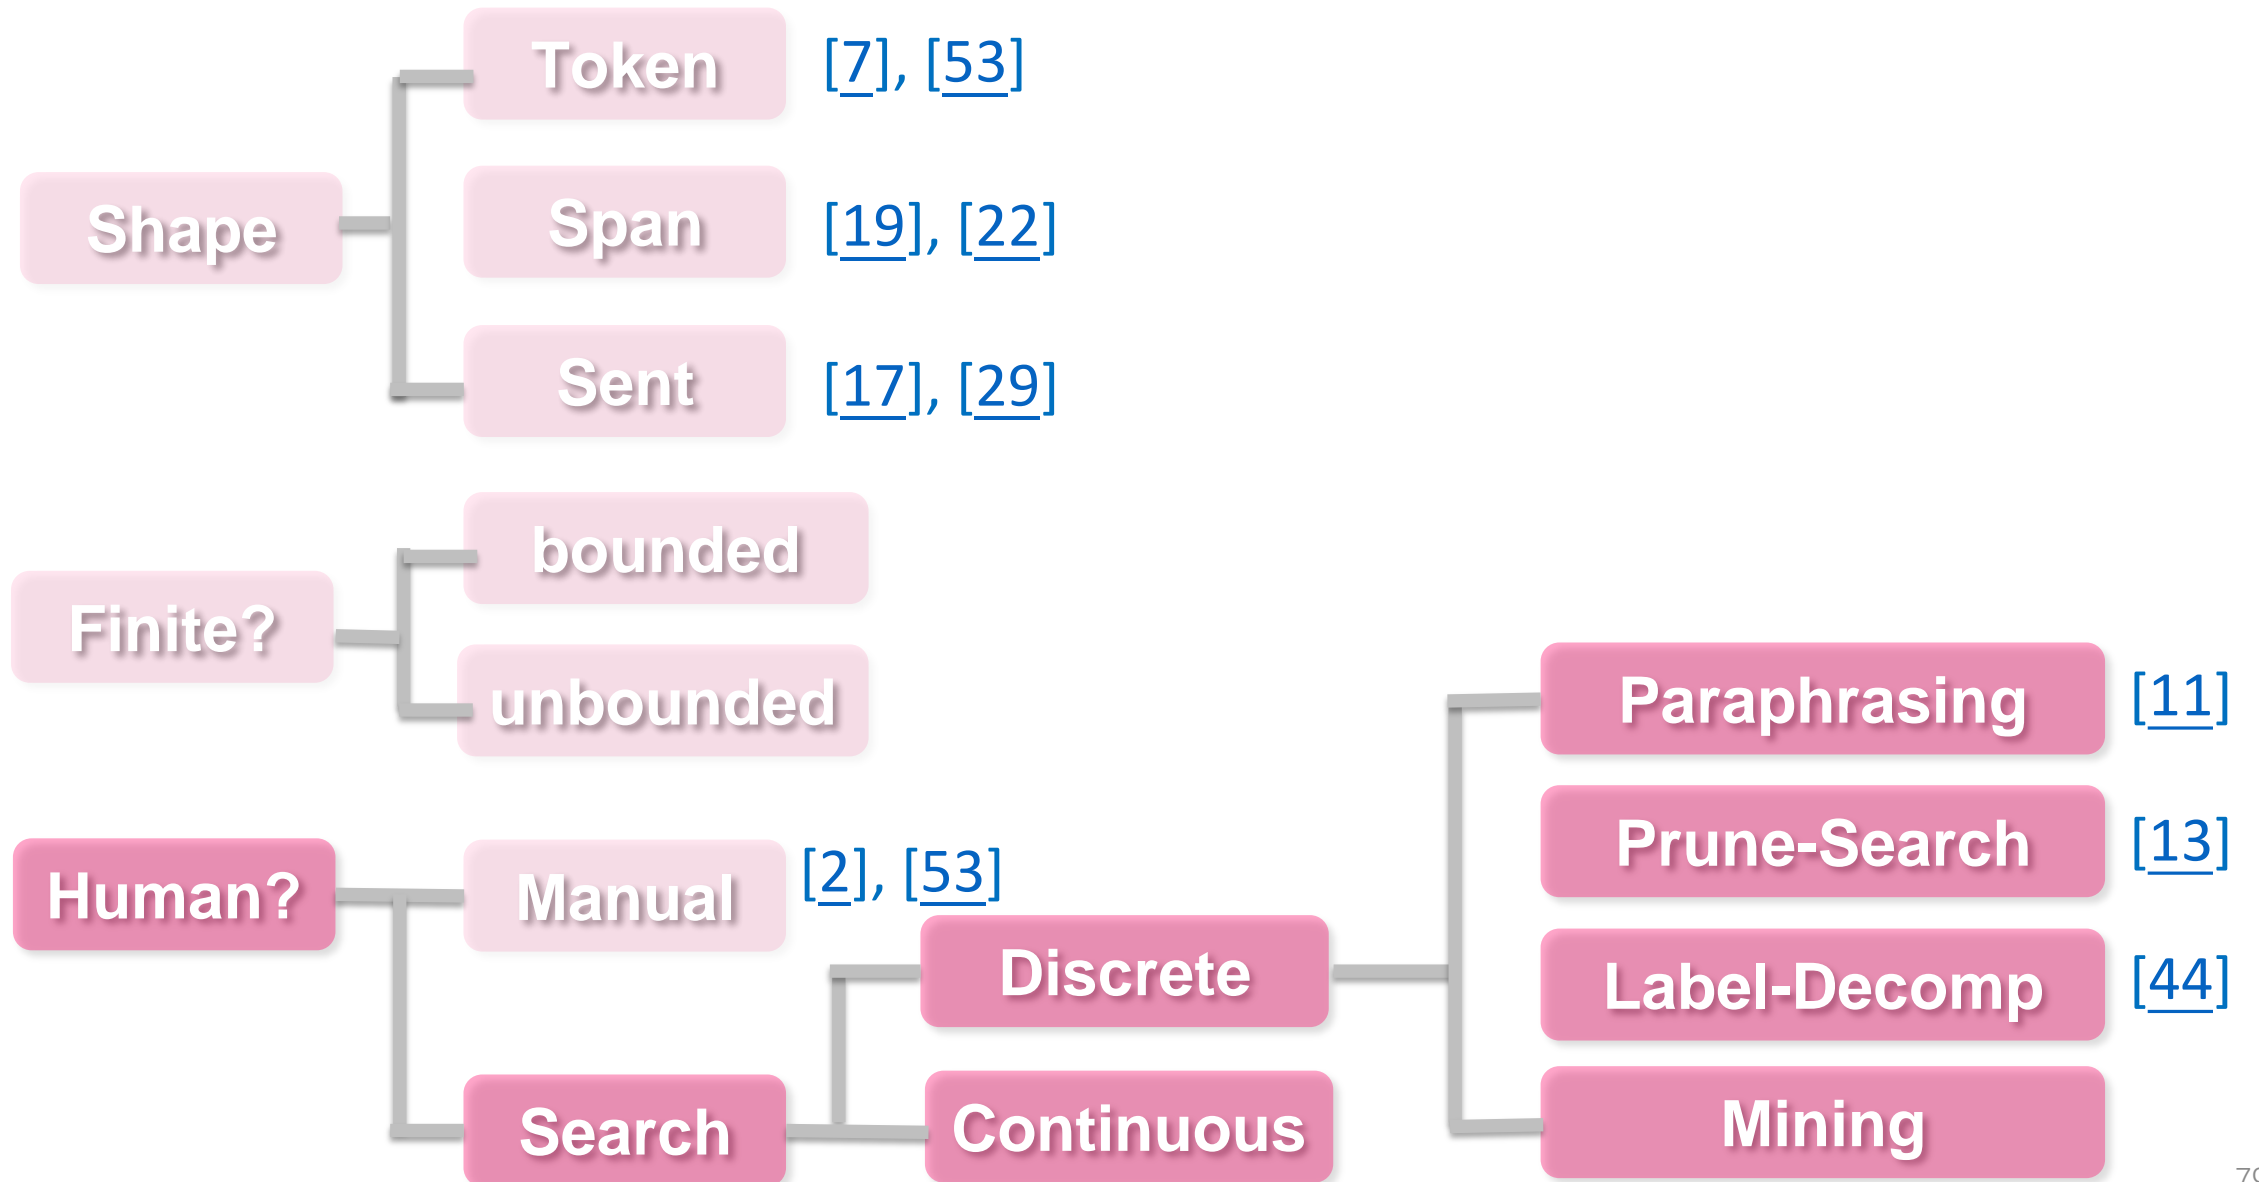 Token [7], [53]
Shape
Span [19], [22]
Sent [17], [29]
bounded
Finite?
unbounded
Paraphrasing [11]
Prune-Search [13]
Human?
Manual [2], [53]
Discrete
Label-Decomp [44]
Search
Continuous
Mining